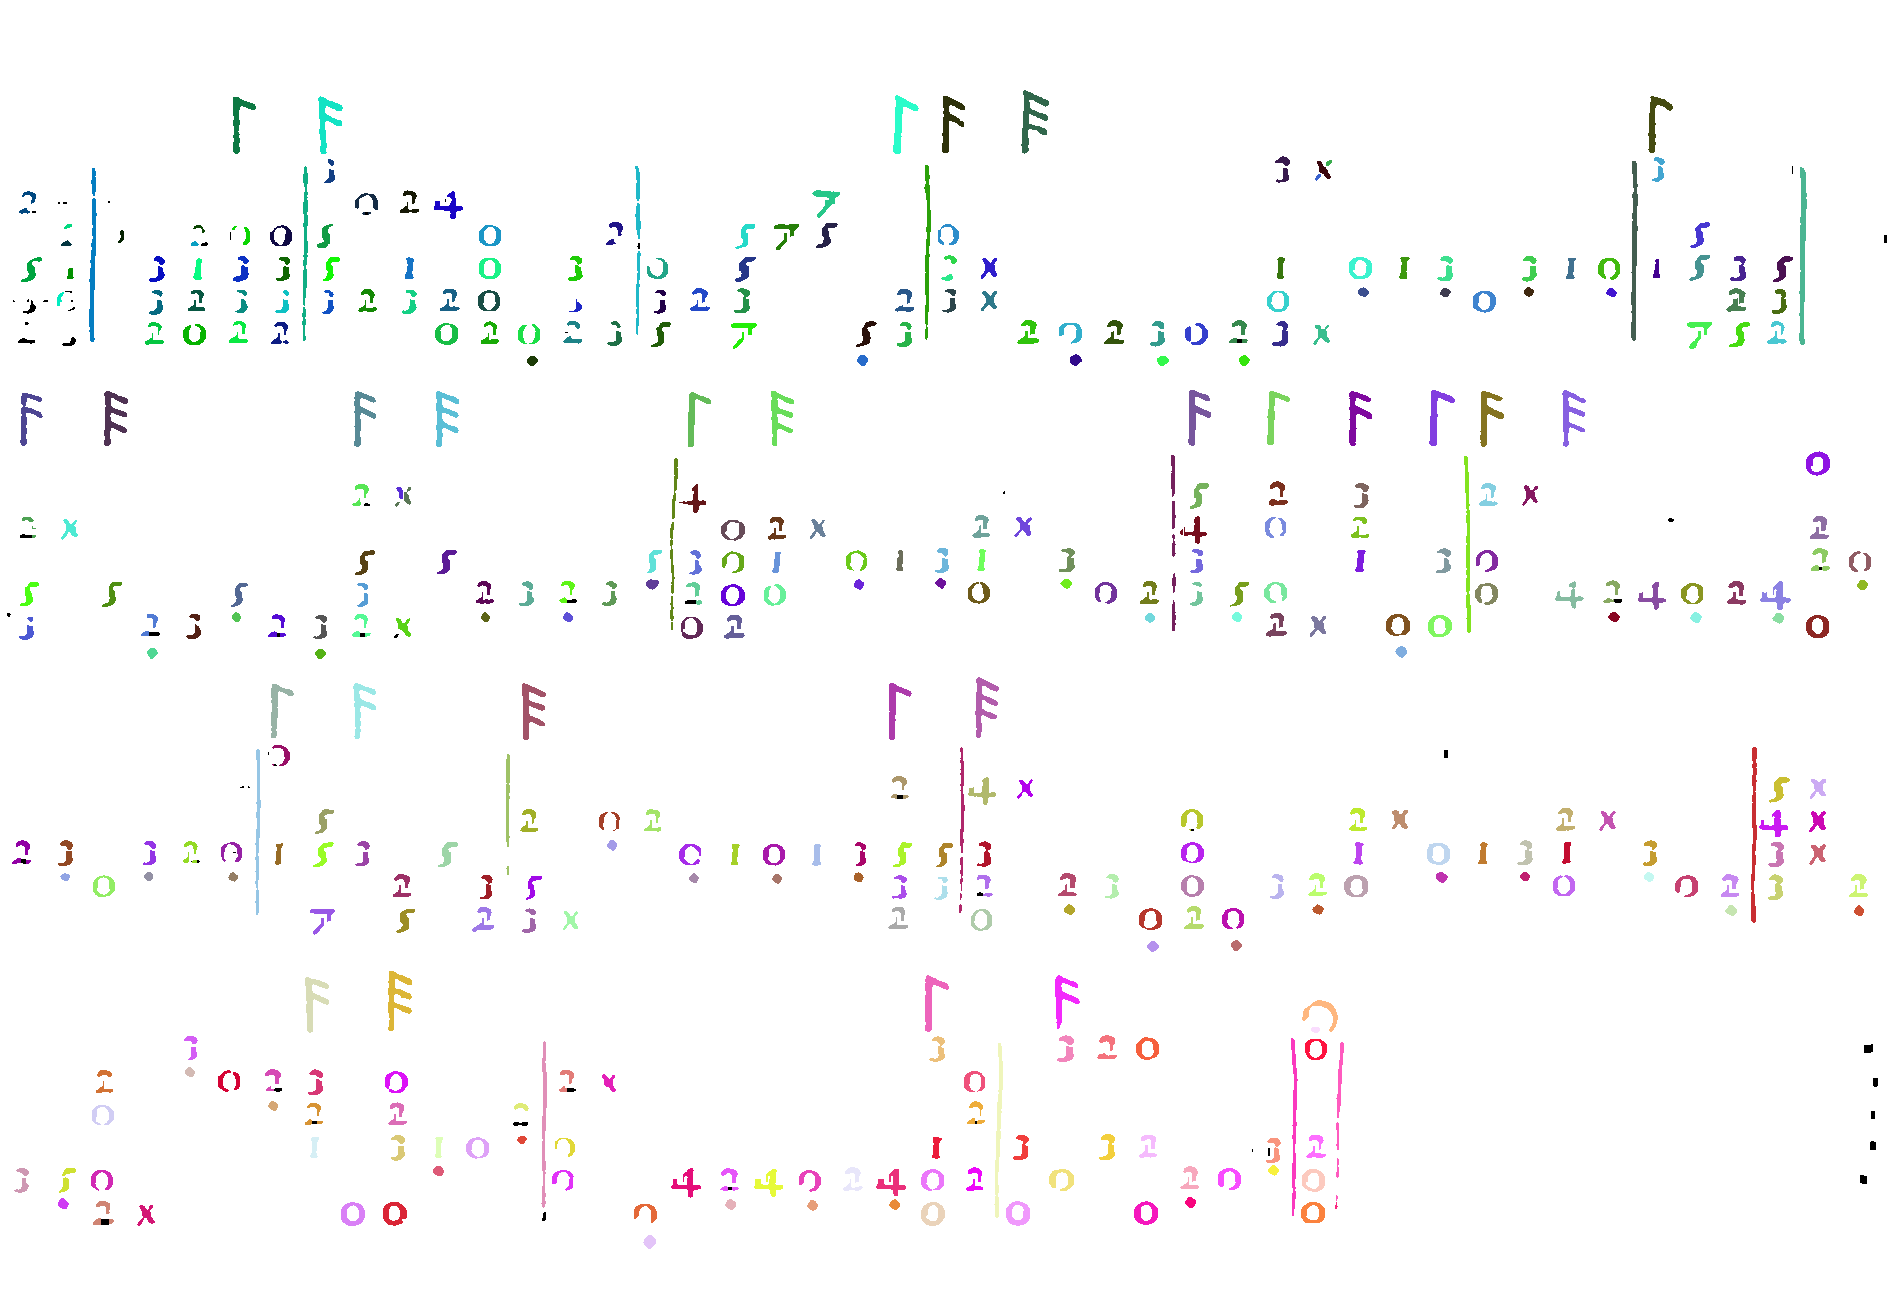 3 3 x 3
2 0 2 4 7
2 2 0 0 5 0 2 5 7 5 0 5
5 1 3 1 3 3 5 1 0 3 0 5 3 x 1 0 1 3 3 1 0 1 5 3 5
3 0 3 2 3 3 3 2 3 2 0 3 3 2 3 2 3 x 0 0 2 3
2 3 2 0 2 2 0 2 0 2 3 5 7 5 3 2 0 2 3 0 2 3 x 7 5 2
0
2 x 4 5 2 3 2 x
2 x 0 2 x 2 x 4 0 2 2
5 5 5 3 0 1 0 1 3 1 3 3 1 3 0 2 0
5 5 5 3 2 3 2 3 2 0 0 0 0 2 3 5 0 0 4 2 4 0 2 4
3 2 3 2 3 2 x 0 2 2 x 0 0 0
0
2 4 x 5 x
5 2 0 2 0 2 x 2 x 4 x
2 3 3 2 0 1 5 3 5 0 1 0 1 3 5 5 3 0 1 0 1 3 1 3 3 x
0 2 3 5 3 3 2 2 3 0 3 2 0 0 0 2 3 2
7 5 2 3 x 2 0 0 2 0
3 3 3 2 0 0
2 0 2 3 0 2 x 0
0 2 2 2 2
1 3 1 0 0 1 3 3 2 3 2
3 5 0 0 4 2 4 0 2 4 0 2 0 2 0 0
2 x 0 0 0 0 0 0 0